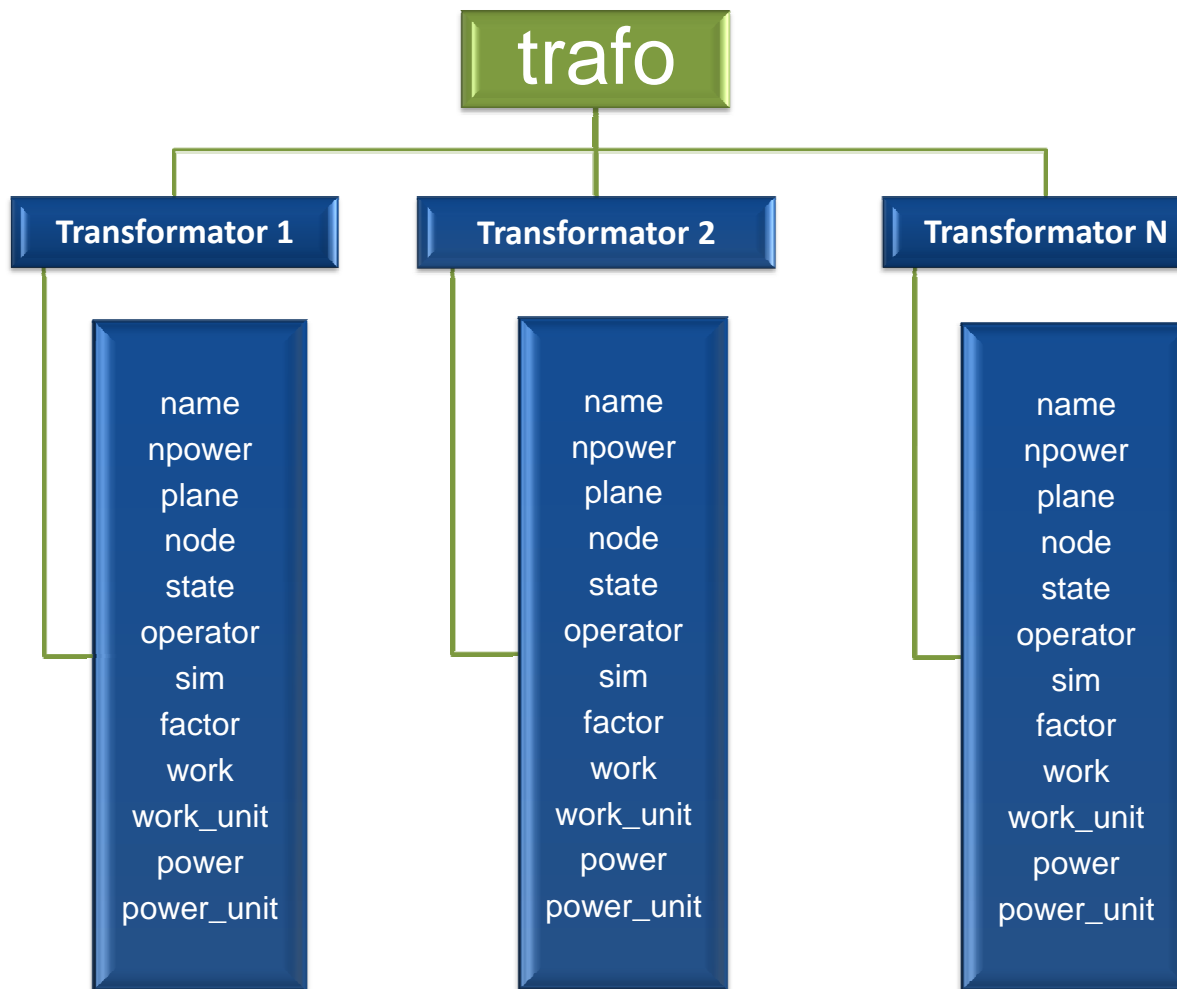 trafo
Transformator 1
Transformator 2
Transformator N
name
npower
plane
node
state
operator
sim
factor
work
work_unit
power
power_unit
name
npower
plane
node
state
operator
sim
factor
work
work_unit
power
power_unit
name
npower
plane
node
state
operator
sim
factor
work
work_unit
power
power_unit